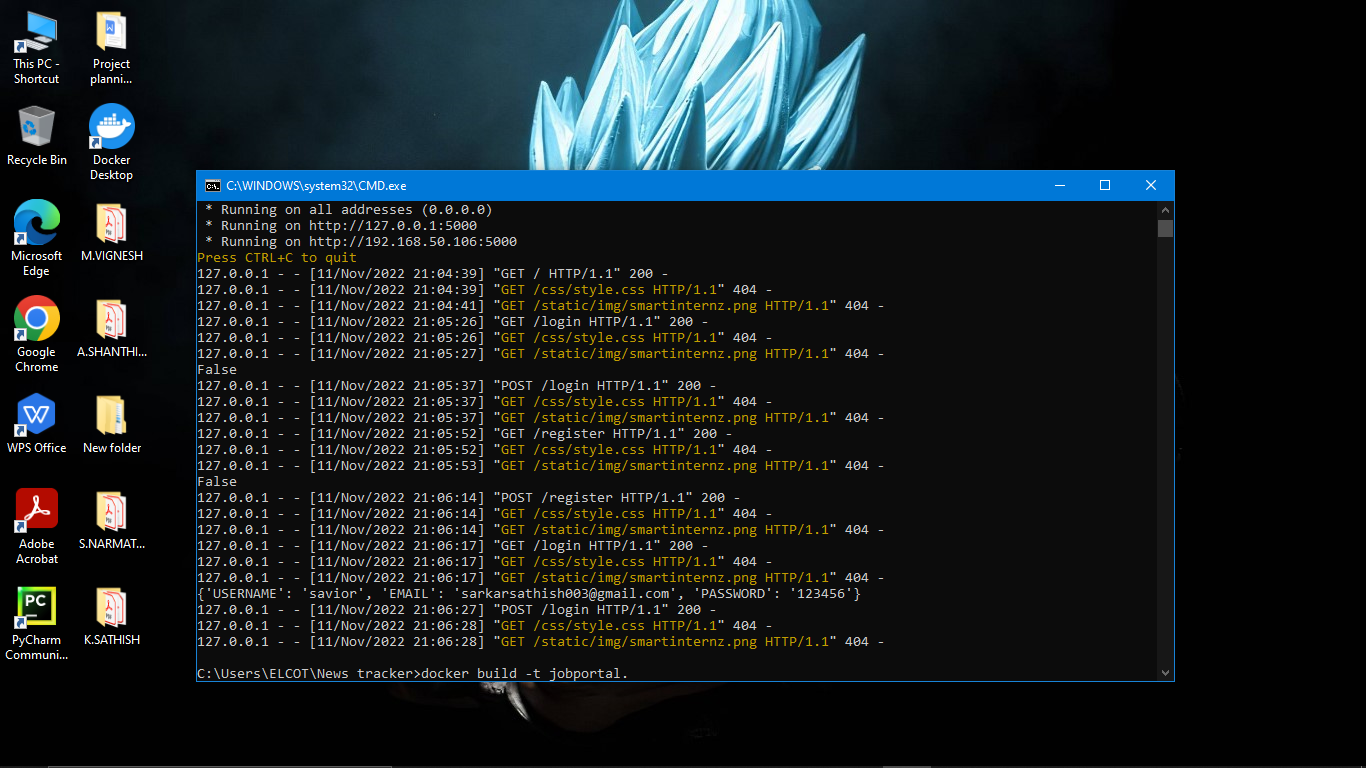 This PC -
Shortcut
Project
planni...
Recycle Bin
Docker
Desktop
Microsoft
Edge
M.VIGNESH
Google
Chrome
A.SHANTHI...
WPS Office
New folder
Adobe
Acrobat
S.NARMAT...
PC
PyCharm
Communi...
K.SATHISH
C:\WINDOWS\system32\CMD.exe
* Running on all addresses (0.0.0.0)
* Running on http://127.0.0.1:5000
* Running on http://192.168.50.106:5000
Press CTRL+C to quit
127.0.0.1 - - [11/Nov/2022 21:04:39] "GET / HTTP/1.1" 200 -
127.0.0.1 - - [11/Nov/2022 21:04:39] "GET /css/style.css HTTP/1.1" 404 -
127.0.0.1 - - [11/Nov/2022 21:04:41] "GET /static/img/smartinternz.png HTTP/1.1" 404 -
127.0.0.1 - - [11/Nov/2022 21:05:26] "GET /login HTTP/1.1" 200 -
127.0.0.1 - - [11/Nov/2022 21:05:26] "GET /css/style.css HTTP/1.1" 404 -
127.0.0.1 - - [11/Nov/2022 21:05:27] "GET /static/img/smartinternz.png HTTP/1.1" 404 -
False
127.0.0.1 - - [11/Nov/2022 21:05:37] "POST /login HTTP/1.1" 200 -
127.0.0.1 - - [11/Nov/2022 21:05:37] "GET /css/style.css HTTP/1.1" 404 -
127.0.0.1 - - [11/Nov/2022 21:05:37] "GET /static/img/smartinternz.png HTTP/1.1" 404 -
127.0.0.1 - - [11/Nov/2022 21:05:52] "GET /register HTTP/1.1" 200 -
127.0.0.1 - - [11/Nov/2022 21:05:52] "GET /css/style.css HTTP/1.1" 404 -
127.0.0.1 - - [11/Nov/2022 21:05:53] "GET /static/img/smartinternz.png HTTP/1.1" 404 -
False
127.0.0.1 - - [11/Nov/2022 21:06:14] "POST /register HTTP/1.1" 200 -
127.0.0.1 - - [11/Nov/2022 21:06:14] "GET /css/style.css HTTP/1.1" 404 -
127.0.0.1 - - [11/Nov/2022 21:06:14] "GET /static/img/smartinternz.png HTTP/1.1" 404 -
127.0.0.1 - - [11/Nov/2022 21:06:17] "GET /login HTTP/1.1" 200 -
127.0.0.1 - - [11/Nov/2022 21:06:17] "GET /css/style.css HTTP/1.1" 404 -
127.0.0.1 - - [11/Nov/2022 21:06:17] "GET /static/img/smartinternz.png HTTP/1.1" 404 -
{'USERNAME': 'savior', 'EMAIL': 'sarkarsathish003@gmail.com', 'PASSWORD': '123456'}
127.0.0.1 - - [11/Nov/2022 21:06:27] "POST /login HTTP/1.1" 200 -
127.0.0.1 - - [11/Nov/2022 21:06:28] "GET /css/style.css HTTP/1.1" 404 -
127.0.0.1 - - [11/Nov/2022 21:06:28] "GET /static/img/smartinternz.png HTTP/1.1" 404 -
C:\Users\ELCOT\News tracker>docker build -t jobportal.